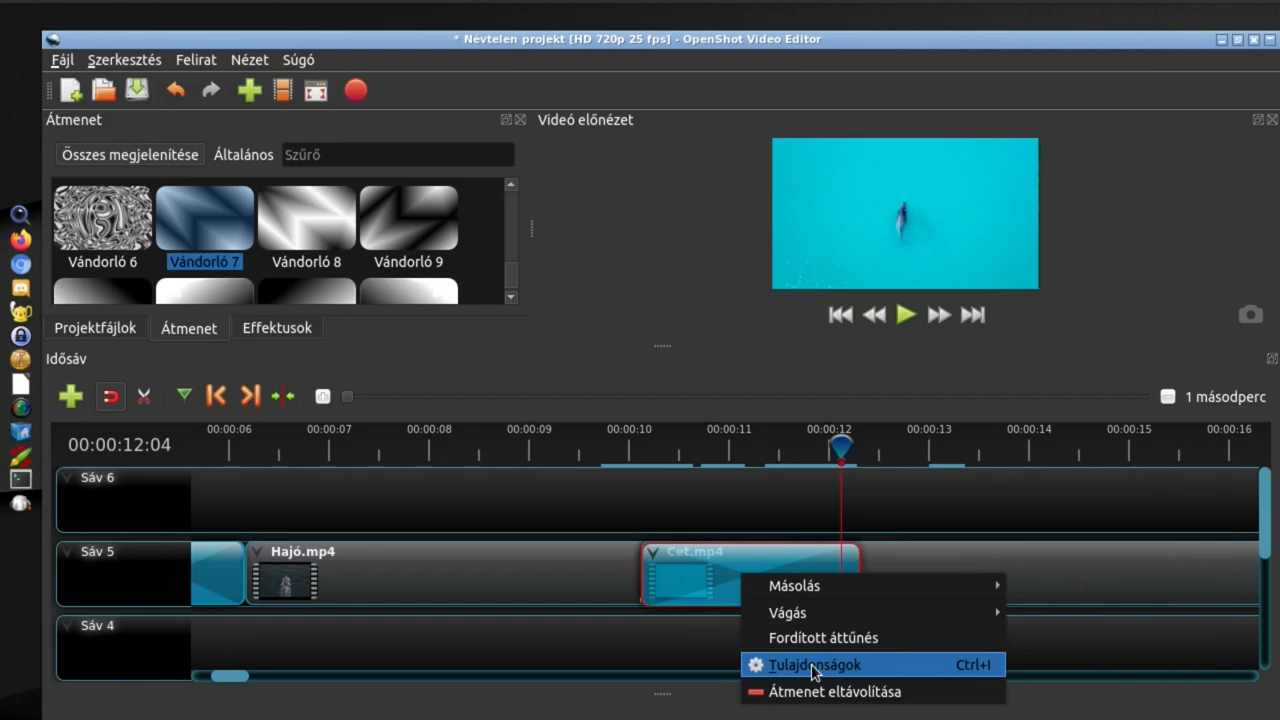 * Nevtelen projekt [HD 720p 25 fps] - OpenShot Video Editor
Fájl Szerkesztés Felirat Nézet Súgó
Átmenet
Videó előnézet
Összes megjelenítése Általános Szűrő
Vándorló 6 Vándorló 7 Vándorló 8 Vándorló 9
Projektfájlok Átmenet Effektusok
Idősáv
1 másodperc
00:00:12:04
00:00:06 00:00:07 00:00:08 00:00:09 00:00:10 00:00:11 00:00:12 00:00:13 00:00:14 00:00:15 00:00:16
Sáv 6
Sáv 5
Hajó.mp4
Cet.mp4
Sáv 4
Másolás
Vágás
Fordított áttűnés
Tulajdonságok Ctrl+I
Átmenet eltávolítása